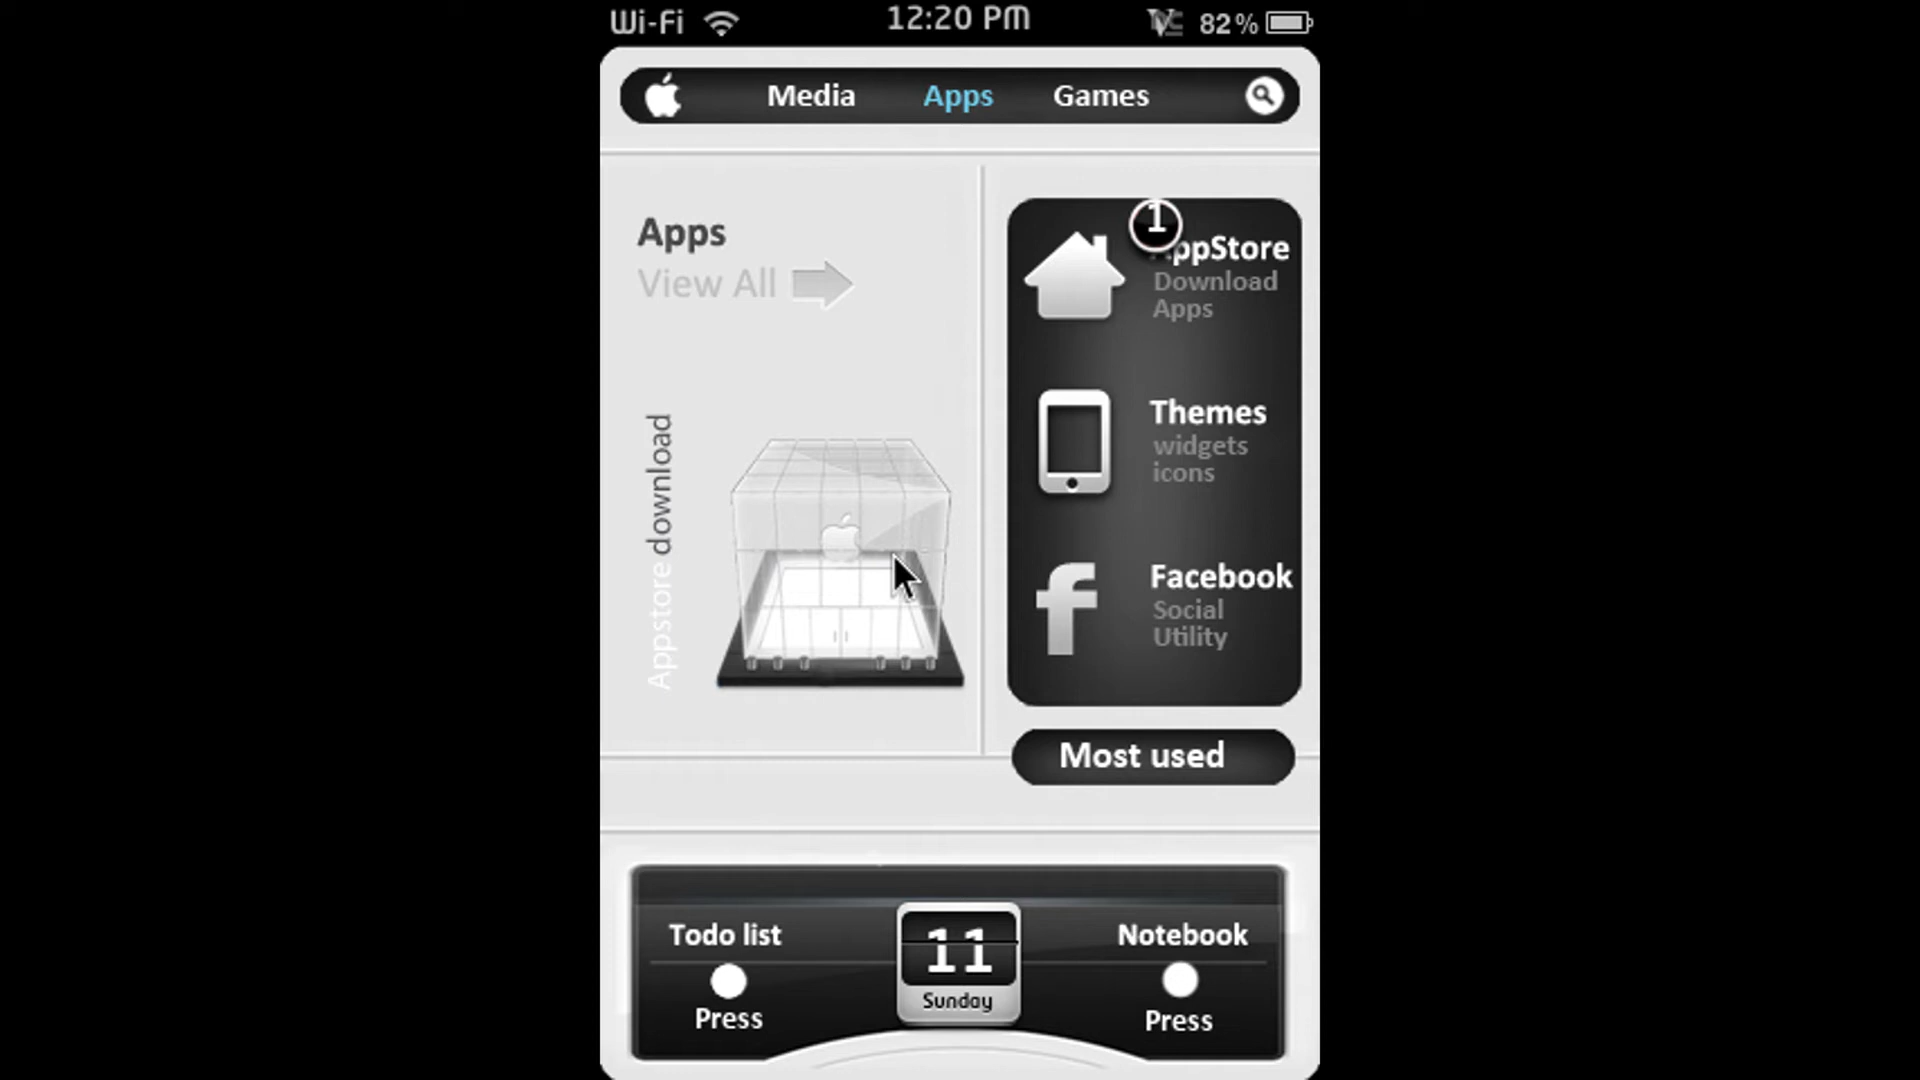 Wi-Fi 12:20 PM 82%
Media Apps Games
Apps
View All
Appstore download
1
AppStore
Download
Apps
Themes
widgets
icons
Facebook
Social
Utility
Most used
Todo list
Press
11
Sunday
Notebook
Press